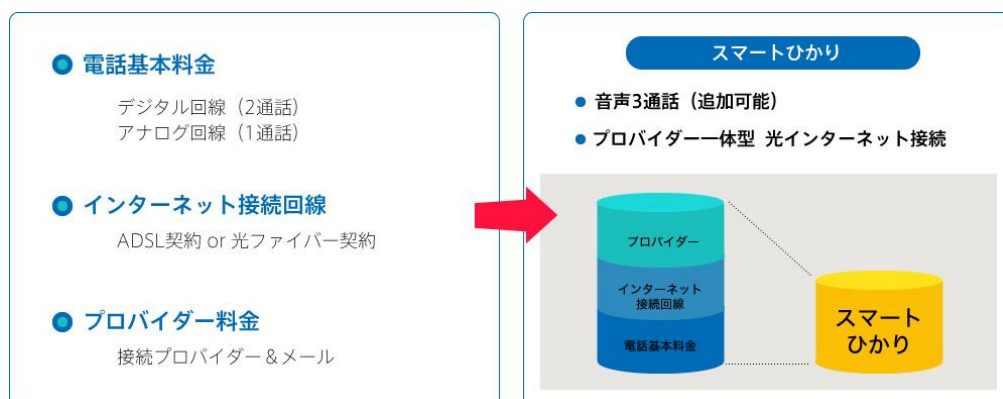 電話基本料金
デジタル回線（2通話）
アナログ回線（1通話）
インターネット接続回線
ADSL契約 or 光ファイバー契約
プロバイダー料金
接続プロバイダー＆メール
スマートひかり
音声3通話（追加可能）
プロバイダー一体型 光インターネット接続
プロバイダー
インターネット
接続回線
電話基本料金
スマート
ひかり